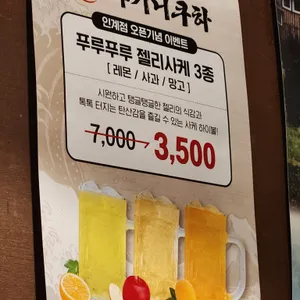 인계점 오픈기념 이벤트
푸루푸루 젤리사케 3종
[ 레몬 / 사과 / 망고 ]
시원하고 탱글탱글한 젤리의 식감과
톡톡 터지는 탄산감을 즐길 수 있는 사케 하이볼!
7,000 3,500